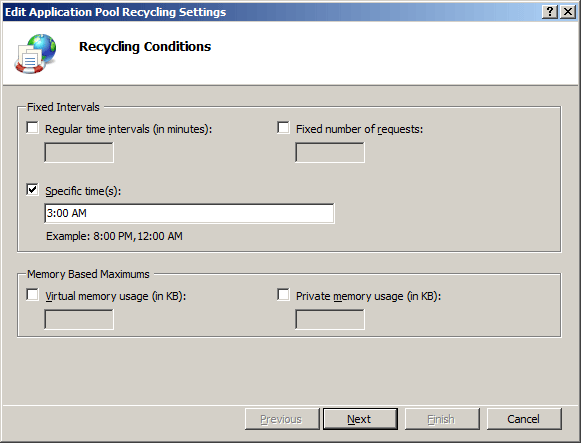 Edit Application Pool Recycling Settings
Recycling Conditions
Fixed Intervals
Regular time intervals (in minutes):
Fixed number of requests:
Specific time(s):
3:00 AM
Example: 8:00 PM,12:00 AM
Memory Based Maximums
Virtual memory usage (in KB):
Private memory usage (in KB):
Previous
Next
Finish
Cancel